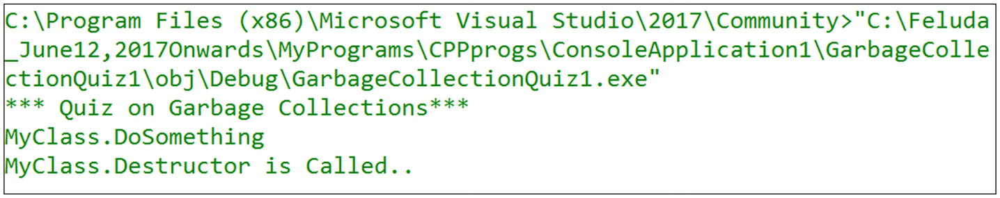 C:\Program Files (x86)\Microsoft Visual Studio\2017\Community>"C:\Feluda
_June12,2017Onwards\MyPrograms\CPPprogs\ConsoleApplication1\GarbageColle
ctionQuiz1\obj\Debug\GarbageCollectionQuiz1.exe"
*** Quiz on Garbage Collections***
MyClass.DoSomething
MyClass.Destructor is Called..